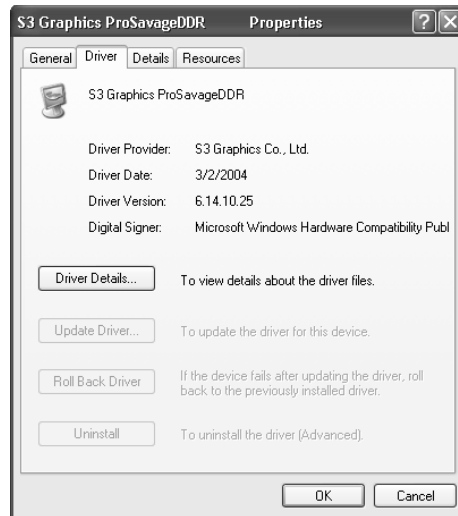 S3 Graphics ProSavageDDR Properties
General Driver Details Resources
S3 Graphics ProSavageDDR
Driver Provider: S3 Graphics Co., Ltd.
Driver Date: 3/2/2004
Driver Version: 6.14.10.25
Digital Signer: Microsoft Windows Hardware Compatibility Publ
Driver Details... To view details about the driver files.
Update Driver... To update the driver for this device.
Roll Back Driver If the device fails after updating the driver, roll
back to the previously installed driver.
Uninstall To uninstall the driver (Advanced).
OK Cancel